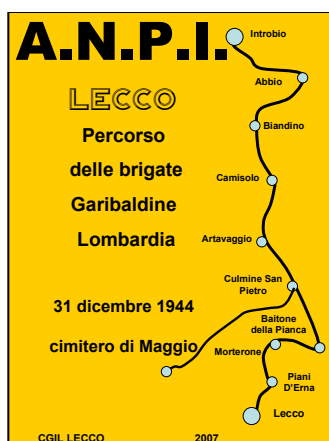 A.N.P.I.
LECCO
Percorso
delle brigate
Garibaldine
Lombardia
31 dicembre 1944
cimitero di Maggio
Introbio
Abbio
Biandino
Camisolo
Artavaggio
Culmine San
Pietro
Baitone
della Pianca
Morterone
Piani
D'Erna
Lecco
CGIL LECCO 2007